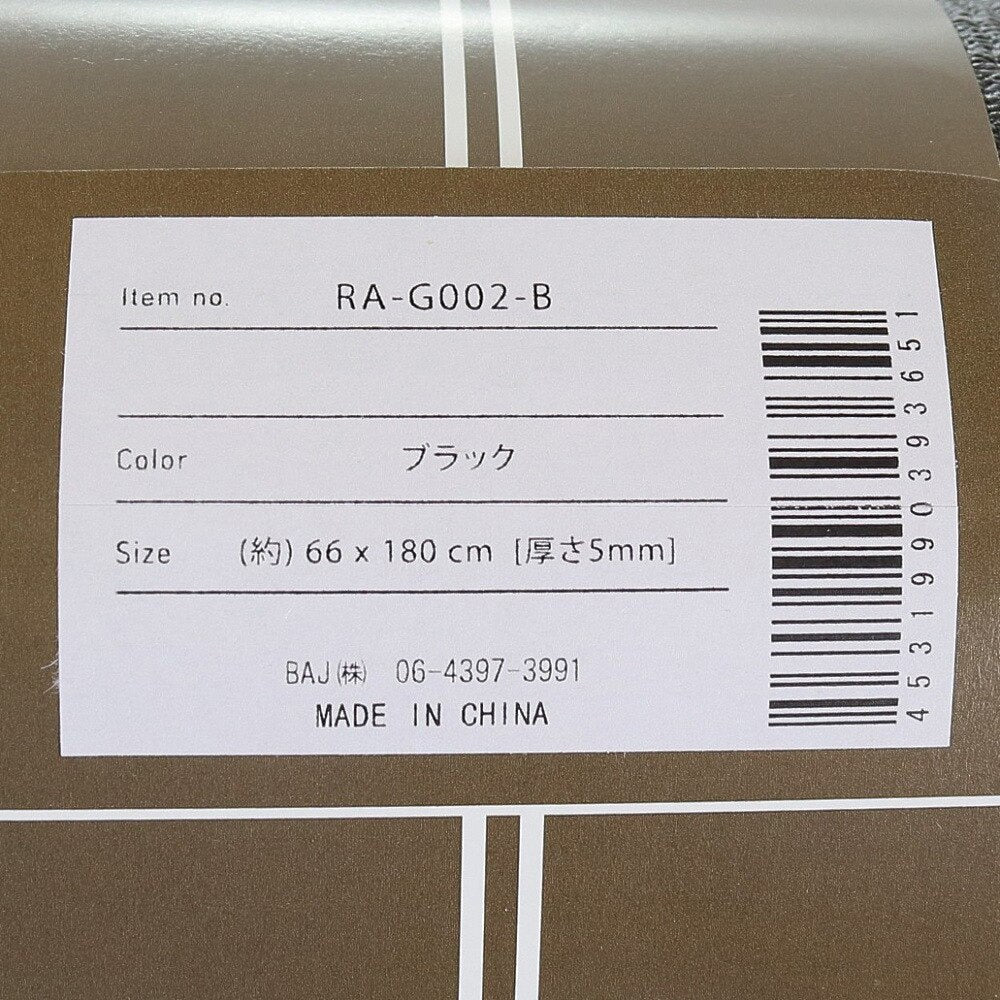 Item no. RA-G002-B
Color ブラック
Size (約) 66 x 180 cm [厚さ5mm]
BAJ(株) 06-4397-3991
MADE IN CHINA
4531990393651